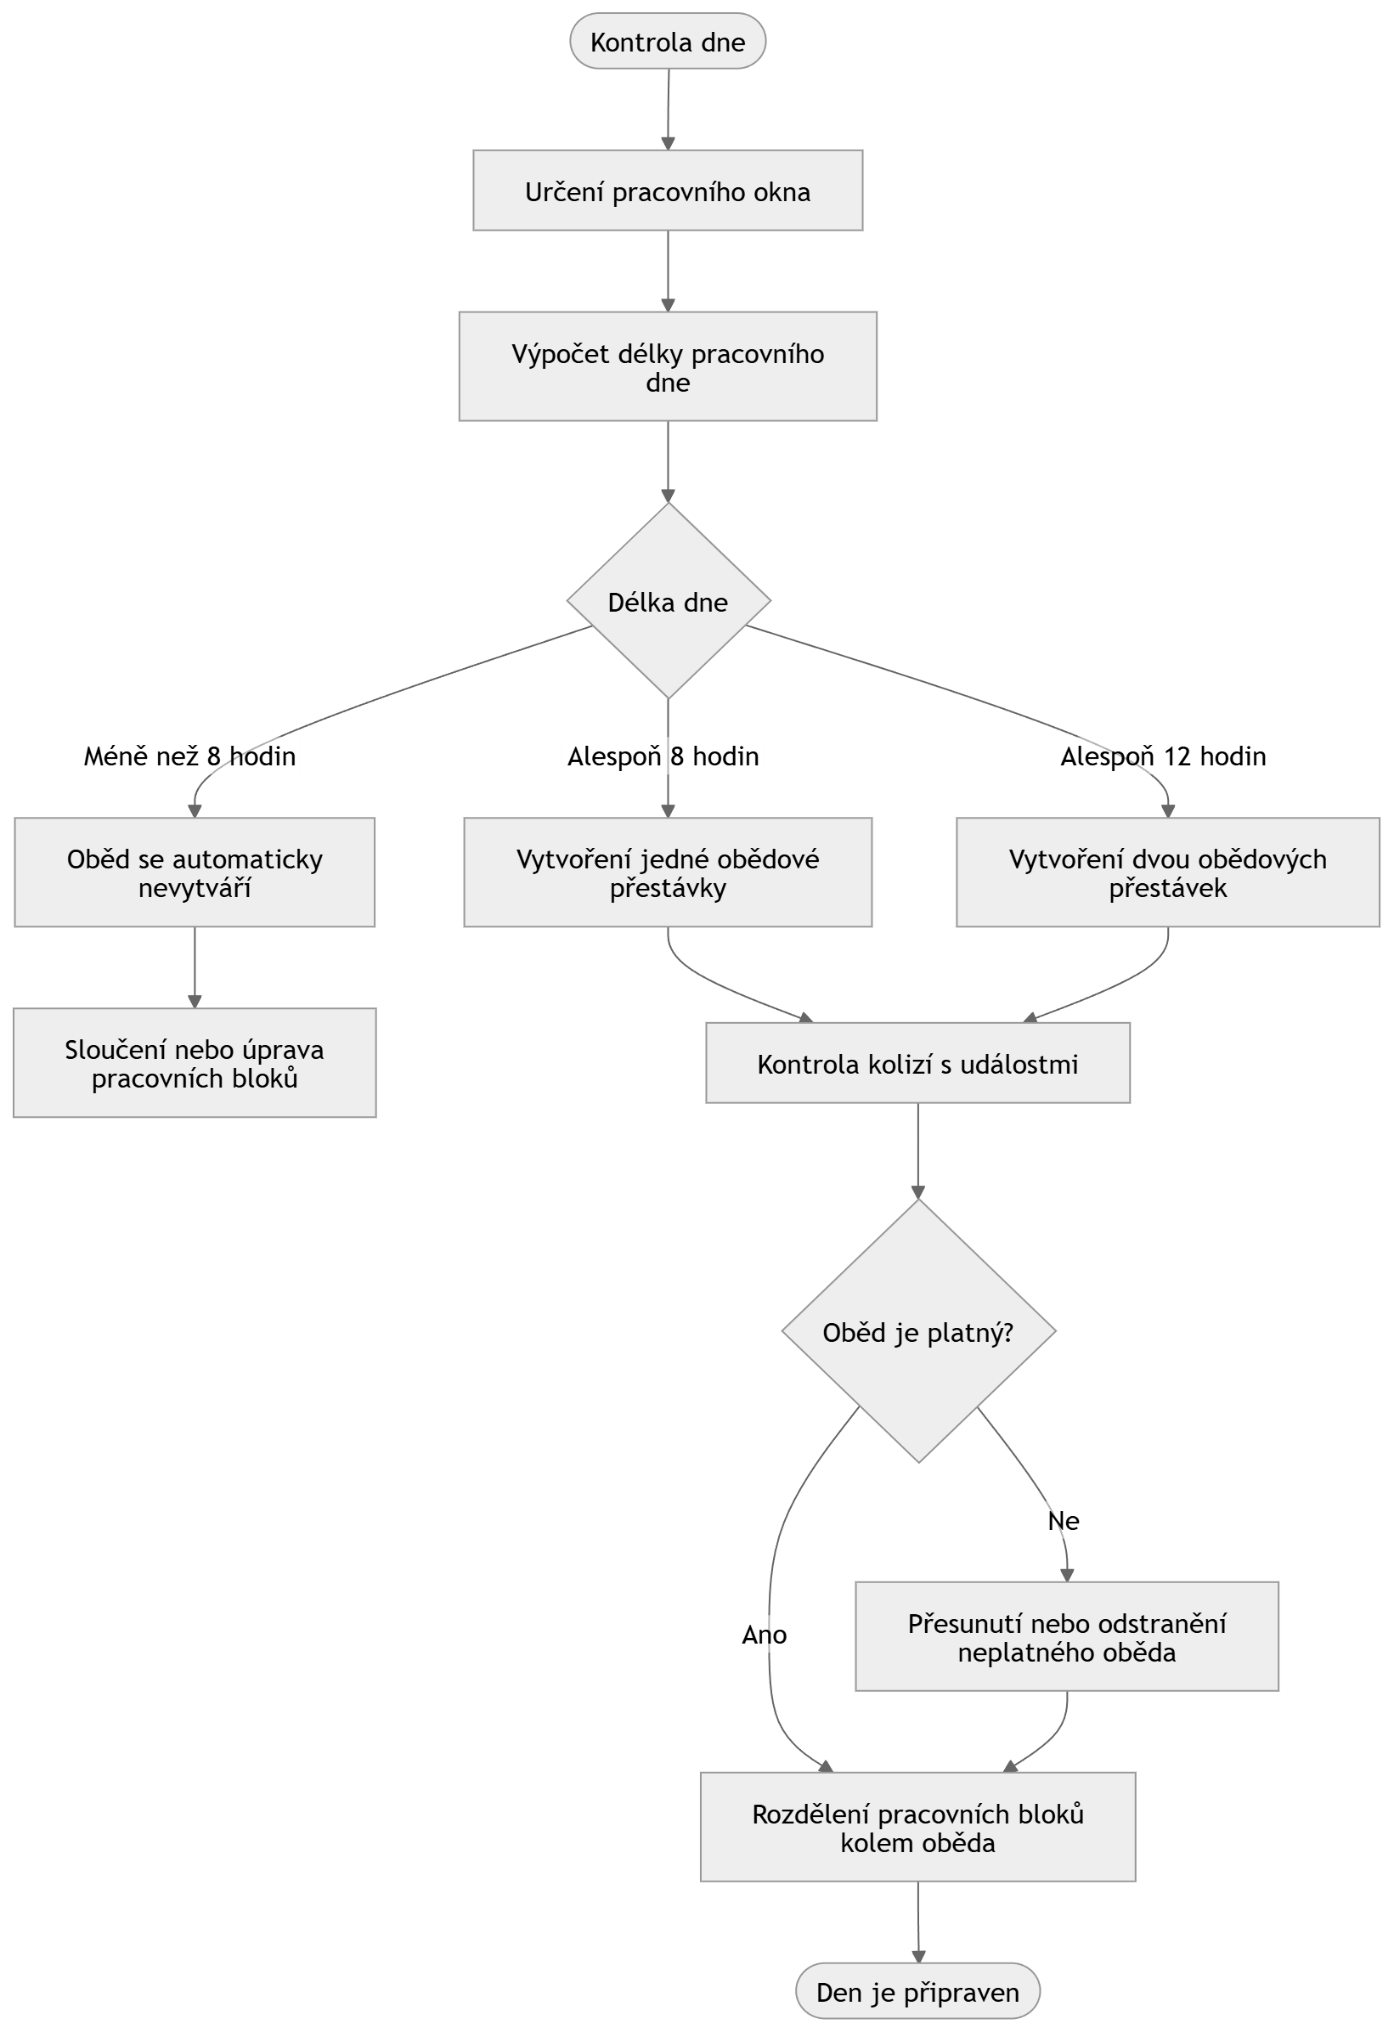 Kontrola dne
Určení pracovního okna
Výpočet délky pracovního
dne
Délka dne
Méně než 8 hodin
Alespoň 8 hodin
Alespoň 12 hodin
Oběd se automaticky
nevytváří
Vytvoření jedné obědové
přestávky
Vytvoření dvou obědových
přestávek
Sloučení nebo úprava
pracovních bloků
Kontrola kolizí s událostmi
Oběd je platný?
Ne
Ano
Přesunutí nebo odstranění
neplatného oběda
Rozdělení pracovních bloků
kolem oběda
Den je připraven